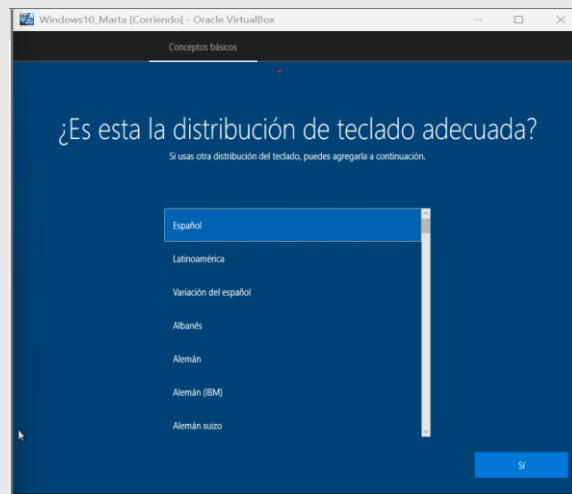 Windows10_Marta [Corriendo] - Oracle VirtualBox
Conceptos básicos
¿Es esta la distribución de teclado adecuada?
Si usas otra distribución del teclado, puedes agregarla a continuación.
Español
Latinoamérica
Variación del español
Albanés
Alemán
Alemán (IBM)
Alemán suizo
Sí